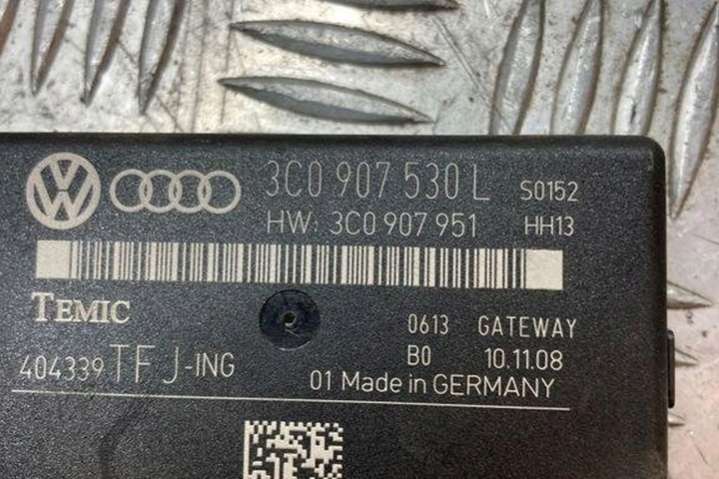 3C0 907 530 L S0152
HW: 3C0 907 951 HH13
TEMIC
0613 GATEWAY
404339 TFJ-ING B0 10.11.08
01 Made in GERMANY